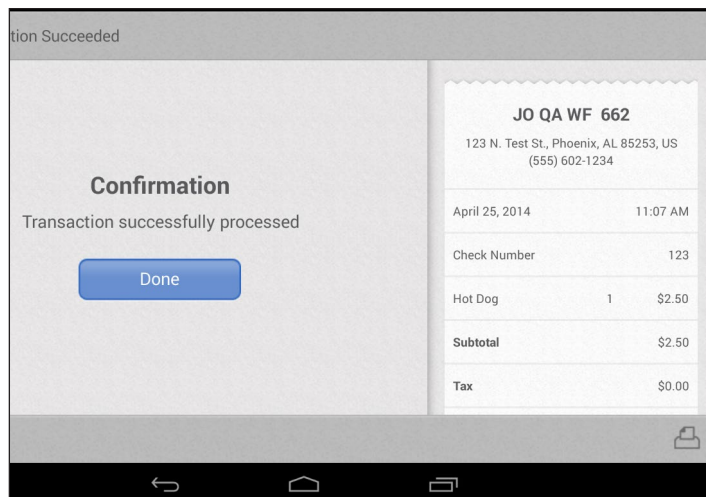 tion Succeeded
Confirmation
Transaction successfully processed
Done
JO QA WF 662
123 N. Test St., Phoenix, AL 85253, US
(555) 602-1234
April 25, 2014 11:07 AM
Check Number 123
Hot Dog 1 $2.50
Subtotal $2.50
Tax $0.00